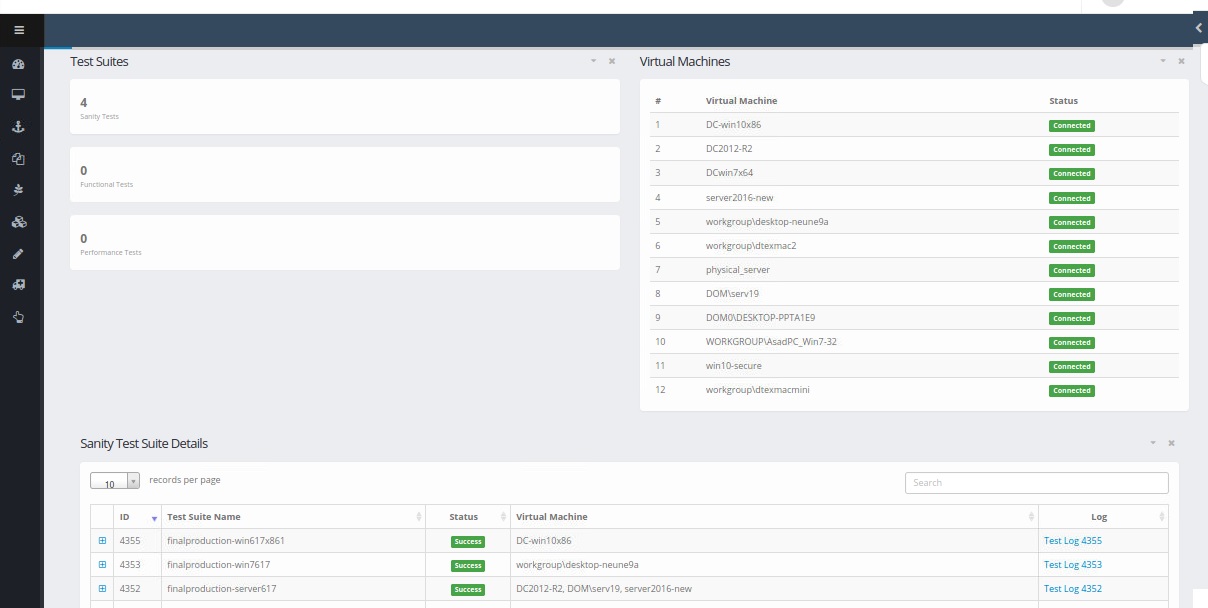 Test Suites
4
Sanity Tests
0
Functional Tests
0
Performance Tests
Virtual Machines
# Virtual Machine Status
1 DC-win10x86 Connected
2 DC2012-R2 Connected
3 DCwin7x64 Connected
4 server2016-new Connected
5 workgroup\desktop-neune9a Connected
6 workgroup\dtexmac2 Connected
7 physical_server Connected
8 DOM\serv19 Connected
9 DOM0\DESKTOP-PPTA1E9 Connected
10 WORKGROUP\AsadPC_Win7-32 Connected
11 win10-secure Connected
12 workgroup\dtexmacmini Connected
Sanity Test Suite Details
10 records per page Search
ID Test Suite Name Status Virtual Machine Log
4355 finalproduction-win617x861 Success DC-win10x86 Test Log 4355
4353 finalproduction-win7617 Success workgroup\desktop-neune9a Test Log 4353
4352 finalproduction-server617 Success DC2012-R2, DOM\serv19, server2016-new Test Log 4352